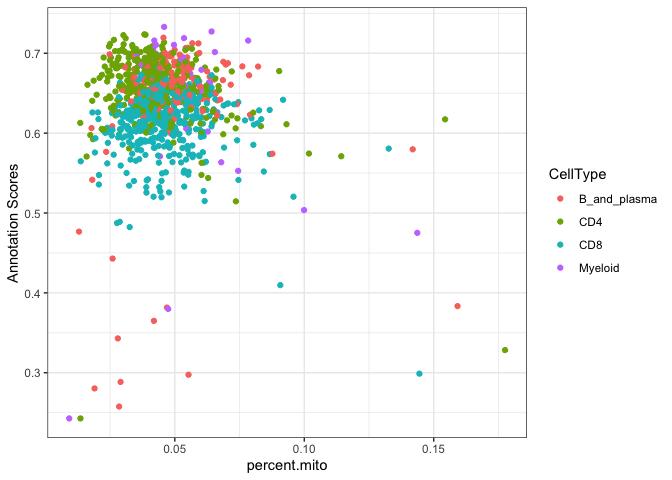 0.7
0.6
0.5
0.4
0.3
Annotation Scores
0.05
0.10
0.15
percent.mito
CellType
B_and_plasma
CD4
CD8
Myeloid